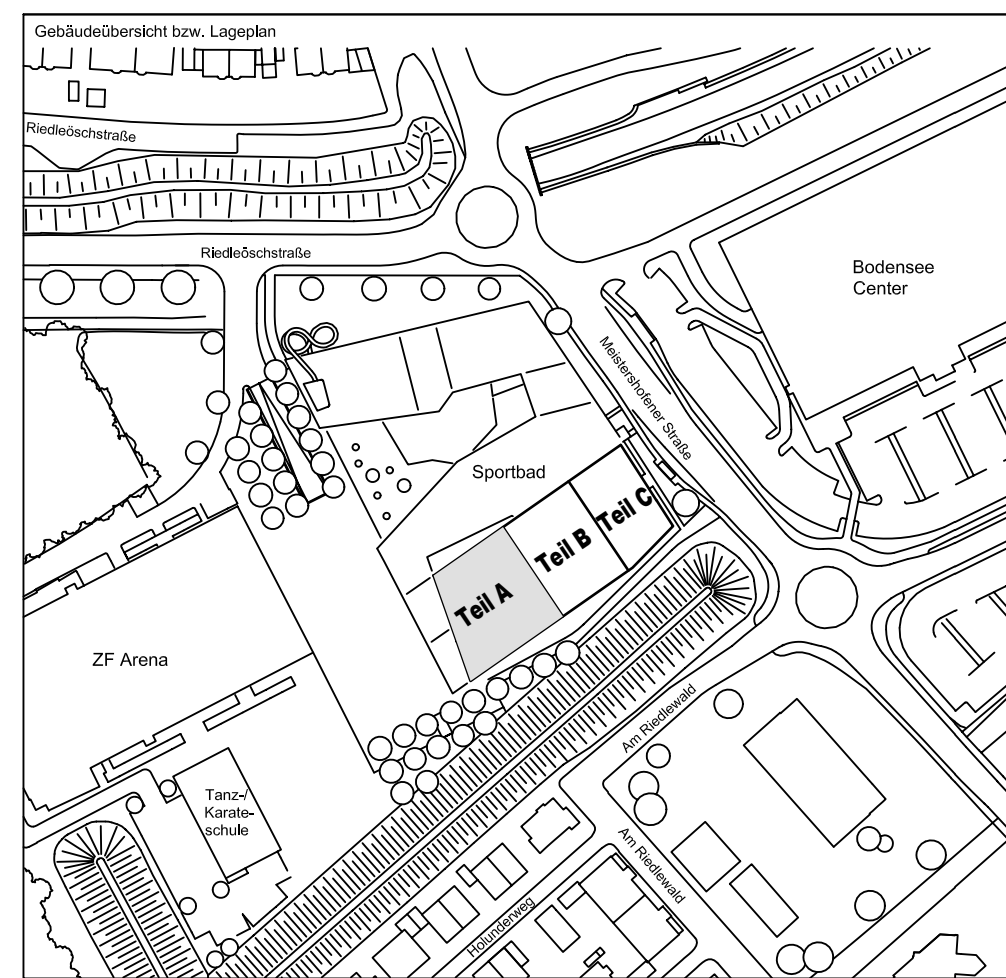 Gebäudeübersicht bzw. Lageplan
Riedleöschstraße
Riedleöschstraße
Bodensee
Center
Meistershofener Straße
Sportbad
Teil C
Teil B
Teil A
ZF Arena
Am Riedlewald
Tanz-/
Karate-
schule
Am Riedlewald
Holunderweg